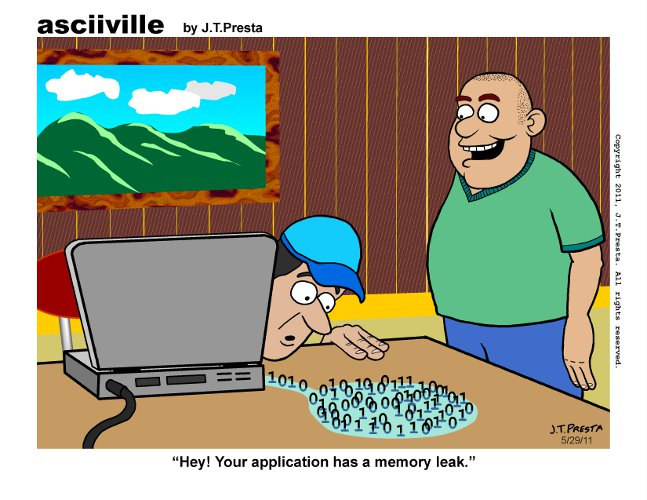 asciiville by J.T.Presta
Copyright 2011, J.T.Presta. All rights reserved.
1010
J.T.PRESTA
5/29/11
“Hey! Your application has a memory leak.”